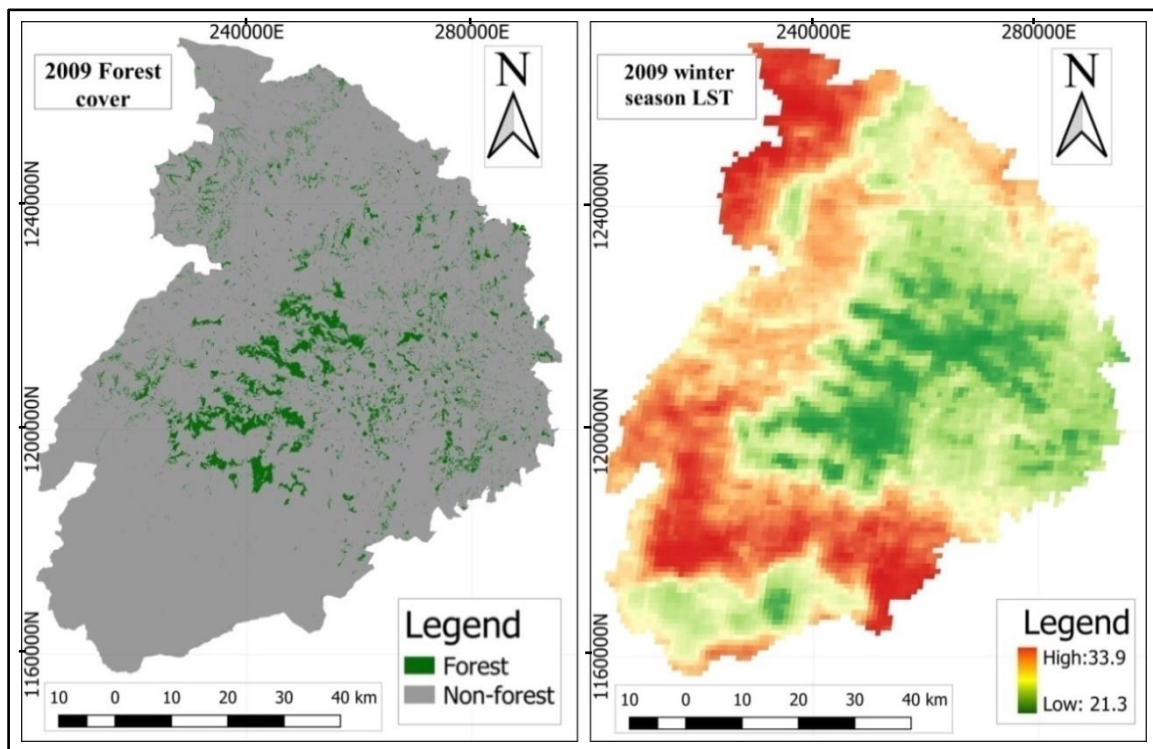 240000E
280000E
2009 Forest
cover
N
1240000N
1200000N
1160000N
Legend
Forest
Non-forest
10 0 10 20 30 40 km
240000E
280000E
2009 winter
season LST
N
1240000N
1200000N
1160000N
Legend
High:33.9
Low: 21.3
10 0 10 20 30 40 km